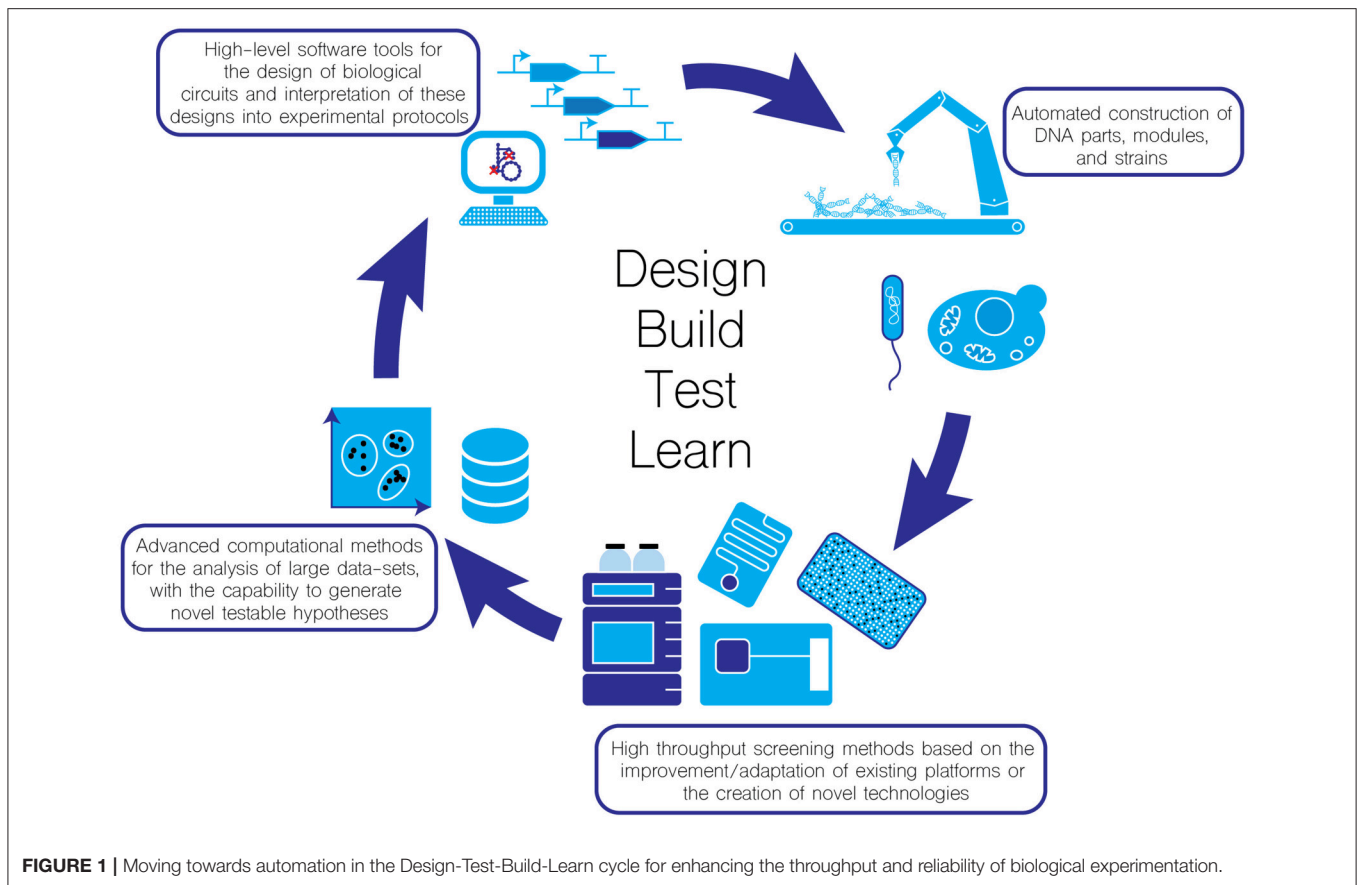 High-level software tools for
the design of biological
circuits and interpretation of these
designs into experimental protocols
Automated construction of
DNA parts, modules,
and strains
Design
Build
Test
Learn
Advanced computational methods
for the analysis of large data-sets,
with the capability to generate
novel testable hypotheses
High throughput screening methods based on the
improvement/adaptation of existing platforms or
the creation of novel technologies
FIGURE 1 | Moving towards automation in the Design-Test-Build-Learn cycle for enhancing the throughput and reliability of biological experimentation.